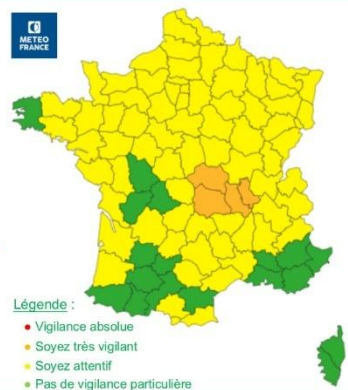 METEO
FRANCE
Légende :
Vigilance absolue
Soyez très vigilant
Soyez attentif
Pas de vigilance particulière